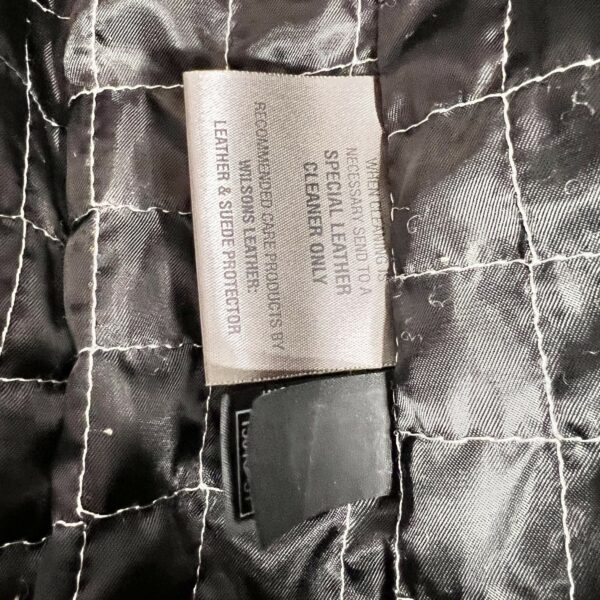 WHEN CLEANING IS
NECESSARY SEND TO A
SPECIAL LEATHER
CLEANER ONLY
RECOMMENDED CARE PRODUCTS BY
WILSONS LEATHER:
LEATHER & SUEDE PROTECTOR